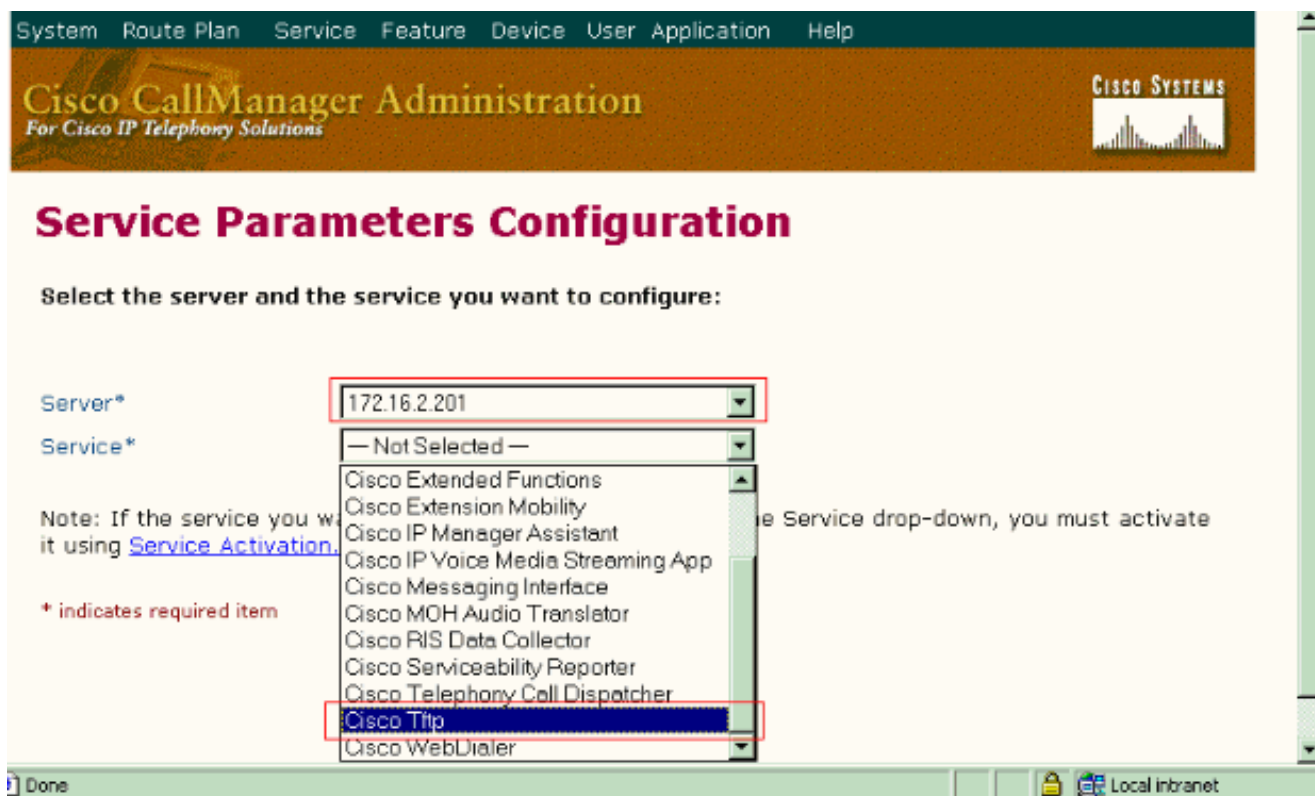 System Route Plan Service Feature Device User Application Help
Cisco CallManager Administration
For Cisco IP Telephony Solutions
CISCO SYSTEMS
Service Parameters Configuration
Select the server and the service you want to configure:
Server* 172.16.2.201
Service* — Not Selected —
Cisco Extended Functions
Cisco Extension Mobility
Cisco IP Manager Assistant
Cisco IP Voice Media Streaming App
Cisco Messaging Interface
Cisco MOH Audio Translator
Cisco RIS Data Collector
Cisco Serviceability Reporter
Cisco Telephony Call Dispatcher
Cisco Tftp
Cisco WebDialer
Note: If the service you w e Service drop-down, you must activate
it using Service Activation.
* indicates required item
Done Local intranet